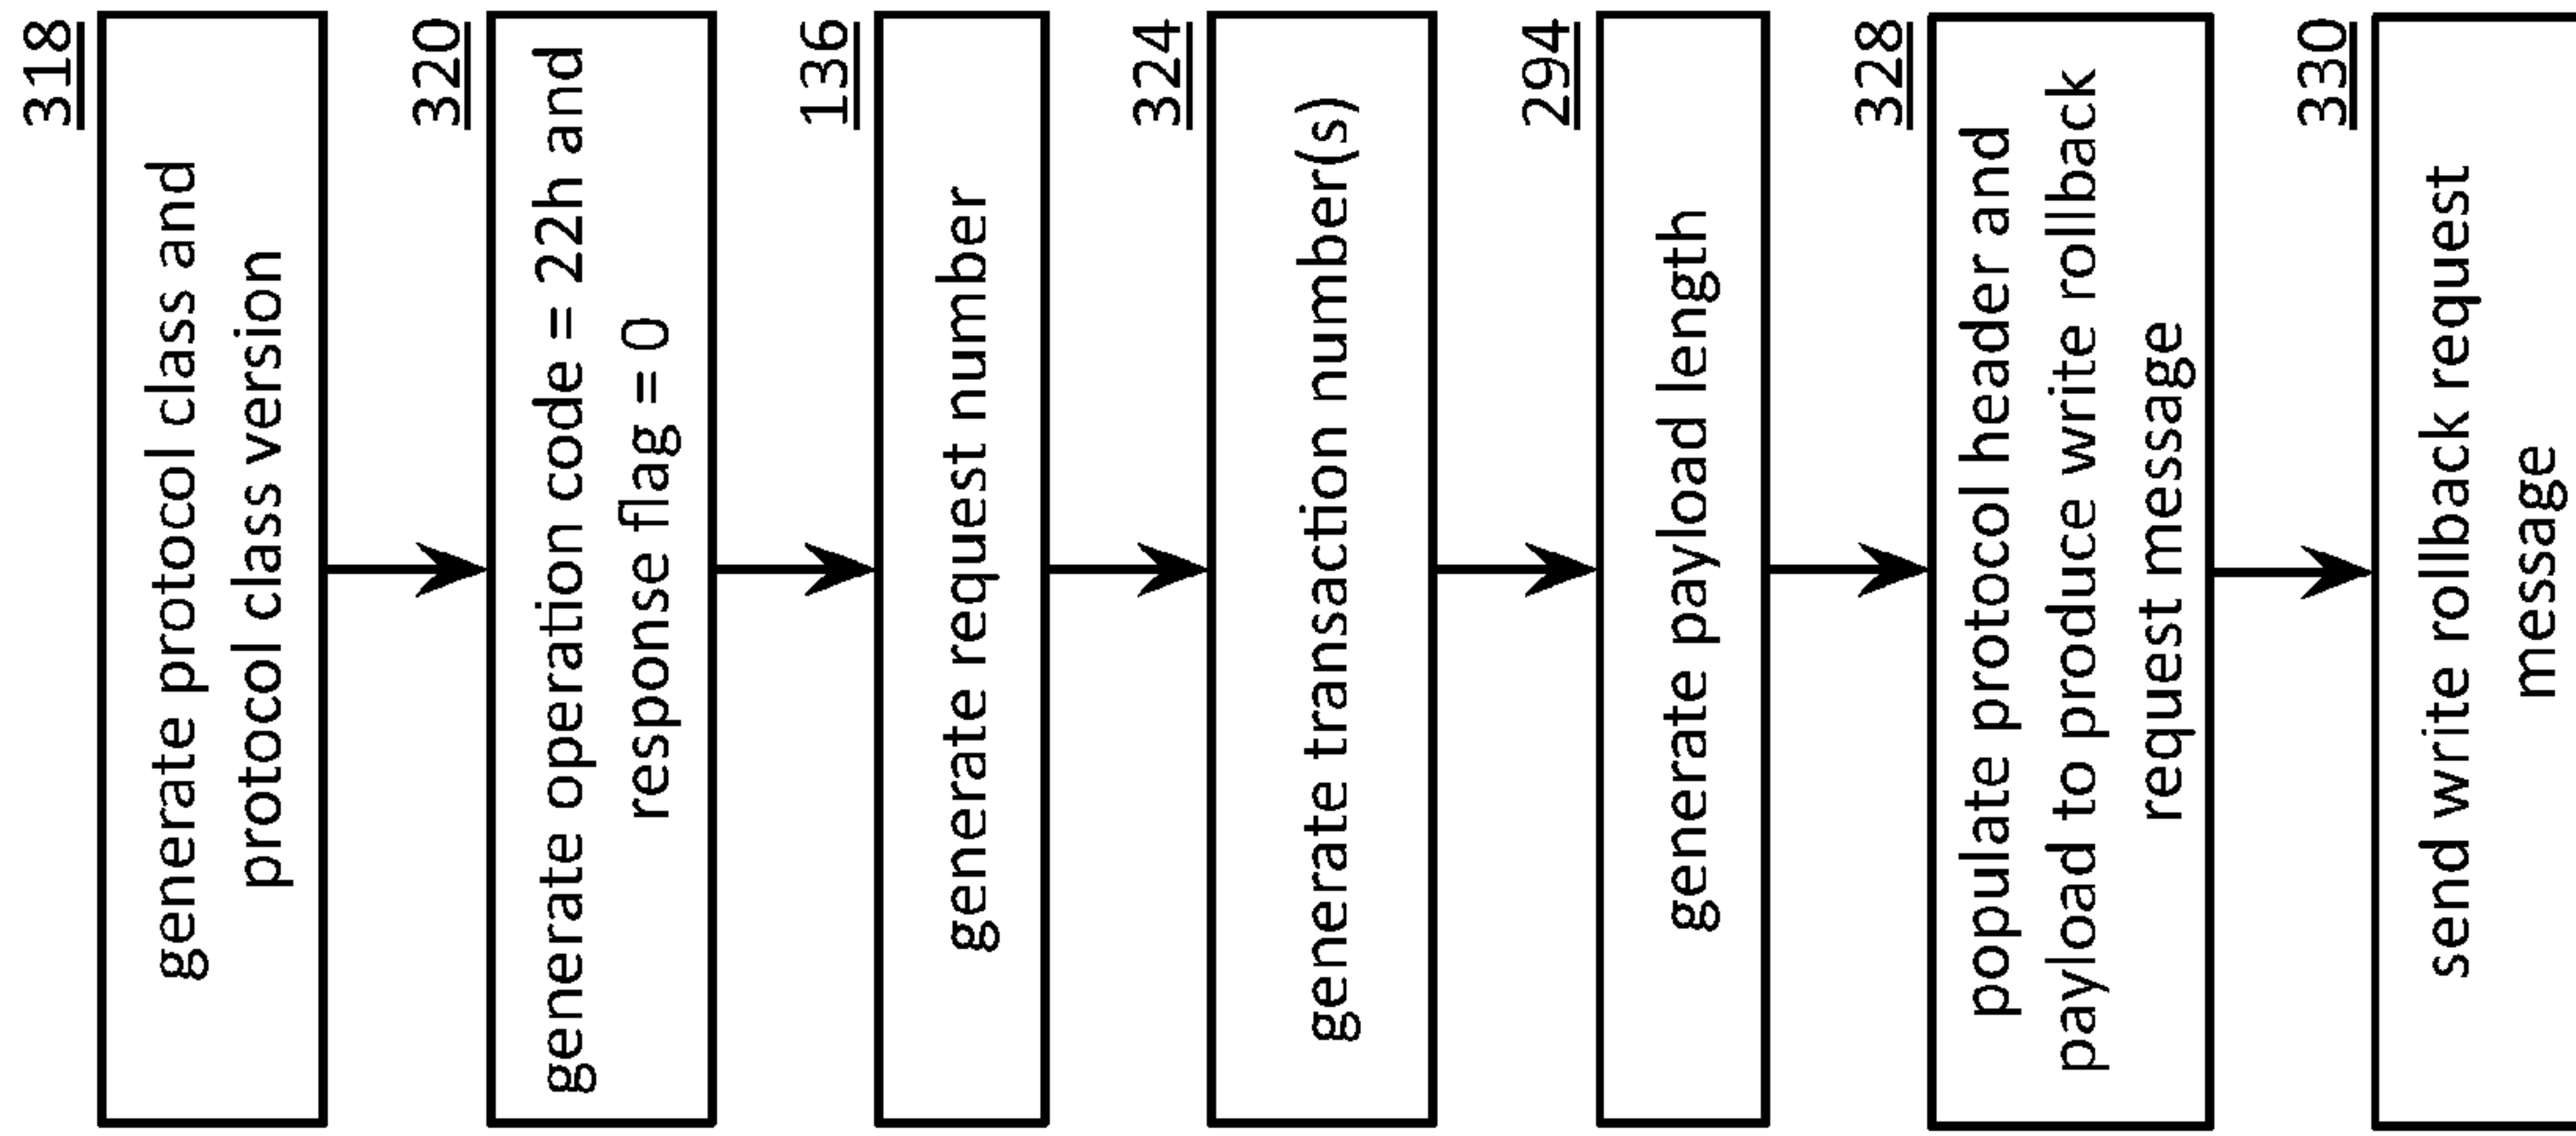 318
generate protocol class and
protocol class version
320
generate operation code = 22h and
response flag = 0
136
generate request number
324
generate transaction number(s)
294
generate payload length
328
populate protocol header and
payload to produce write rollback
request message
330
send write rollback request
message